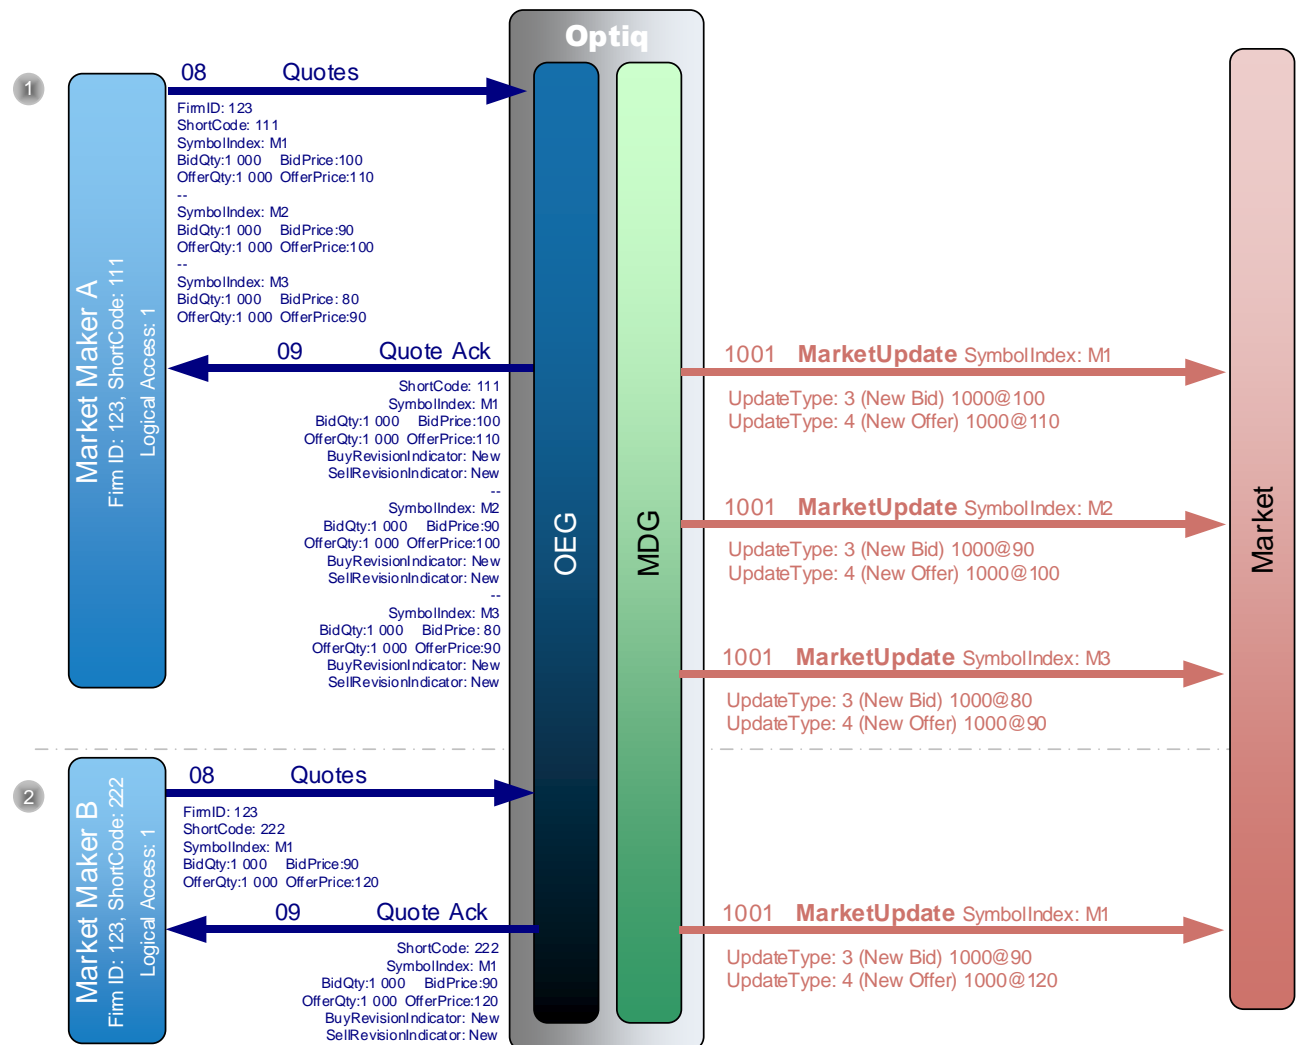 Optiq
1
08 Quotes
FirmID: 123
ShortCode: 111
SymbolIndex: M1
BidQty:1 000 BidPrice:100
OfferQty:1 000 OfferPrice:110
--
SymbolIndex: M2
BidQty:1 000 BidPrice:90
OfferQty:1 000 OfferPrice:100
--
SymbolIndex: M3
BidQty:1 000 BidPrice: 80
OfferQty:1 000 OfferPrice:90
Market Maker A
Firm ID: 123, ShortCode: 111
Logical Access: 1
09 Quote Ack
ShortCode: 111
SymbolIndex: M1
BidQty:1 000 BidPrice:100
OfferQty:1 000 OfferPrice:110
BuyRevisionIndicator: New
SellRevisionIndicator: New
--
SymbolIndex: M2
BidQty:1 000 BidPrice:90
OfferQty:1 000 OfferPrice:100
BuyRevisionIndicator: New
SellRevisionIndicator: New
--
SymbolIndex: M3
BidQty:1 000 BidPrice: 80
OfferQty:1 000 OfferPrice:90
BuyRevisionIndicator: New
SellRevisionIndicator: New
OEG
MDG
1001 MarketUpdate SymbolIndex: M1
UpdateType: 3 (New Bid) 1000@100
UpdateType: 4 (New Offer) 1000@110
1001 MarketUpdate SymbolIndex: M2
UpdateType: 3 (New Bid) 1000@90
UpdateType: 4 (New Offer) 1000@100
1001 MarketUpdate SymbolIndex: M3
UpdateType: 3 (New Bid) 1000@80
UpdateType: 4 (New Offer) 1000@90
Market
2
Market Maker B
Firm ID: 123, ShortCode: 222
Logical Access: 1
08 Quotes
FirmID: 123
ShortCode: 222
SymbolIndex: M1
BidQty:1 000 BidPrice:90
OfferQty:1 000 OfferPrice:120
09 Quote Ack
ShortCode: 222
SymbolIndex: M1
BidQty:1 000 BidPrice:90
OfferQty:1 000 OfferPrice:120
BuyRevisionIndicator: New
SellRevisionIndicator: New
1001 MarketUpdate SymbolIndex: M1
UpdateType: 3 (New Bid) 1000@90
UpdateType: 4 (New Offer) 1000@120